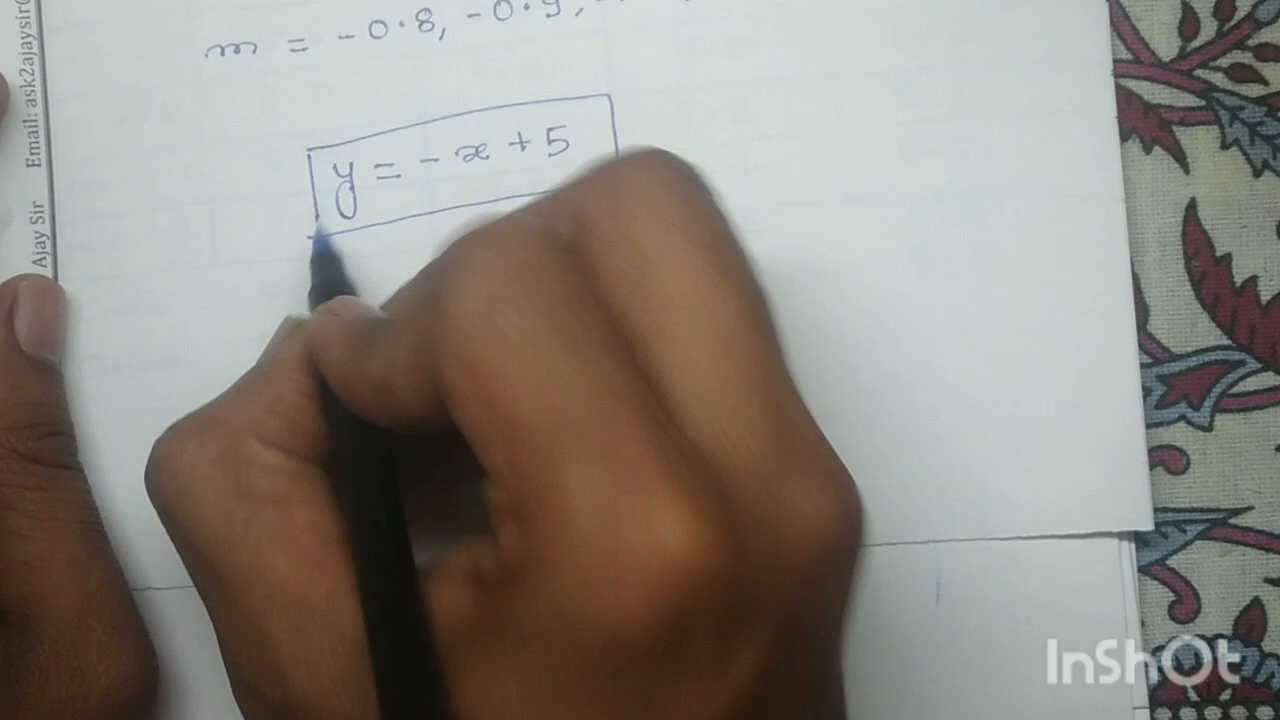 m = -0.8, -0.9,
y = -x + 5
Ajay Sir Email: ask2ajaysir@
InShOt